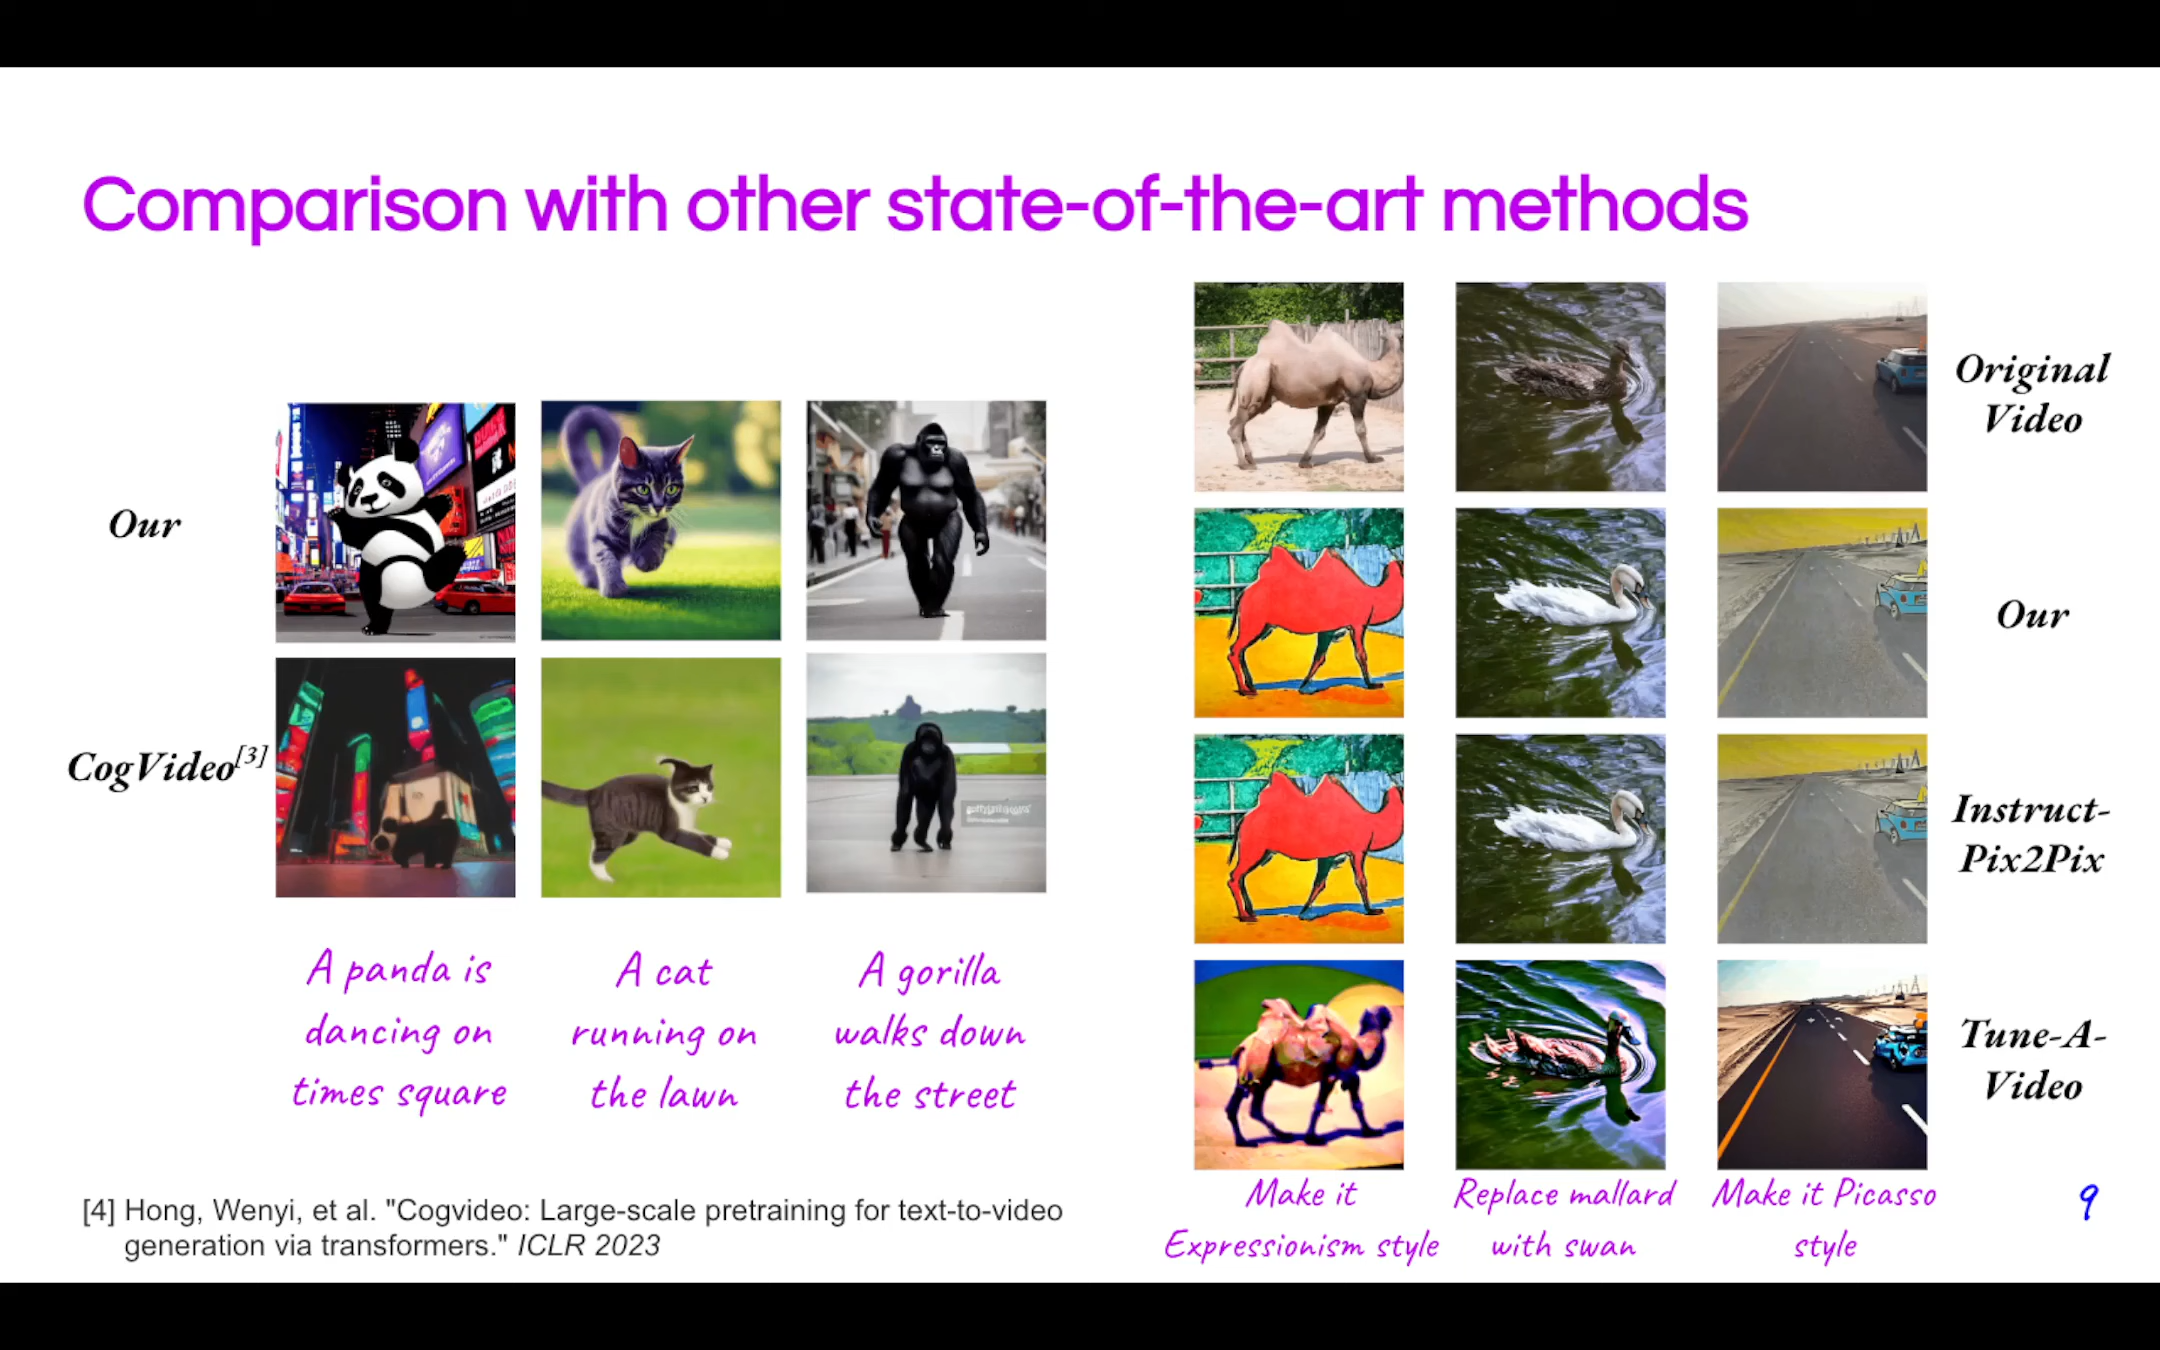 Comparison with other state-of-the-art methods
Our
CogVideo[3]
A panda is
dancing on
times square
A cat
running on
the lawn
A gorilla
walks down
the street
Original
Video
Our
Instruct-
Pix2Pix
Tune-A-
Video
Make it
Expressionism style
Replace mallard
with swan
Make it Picasso
style
[4] Hong, Wenyi, et al. "Cogvideo: Large-scale pretraining for text-to-video
generation via transformers." ICLR 2023
9